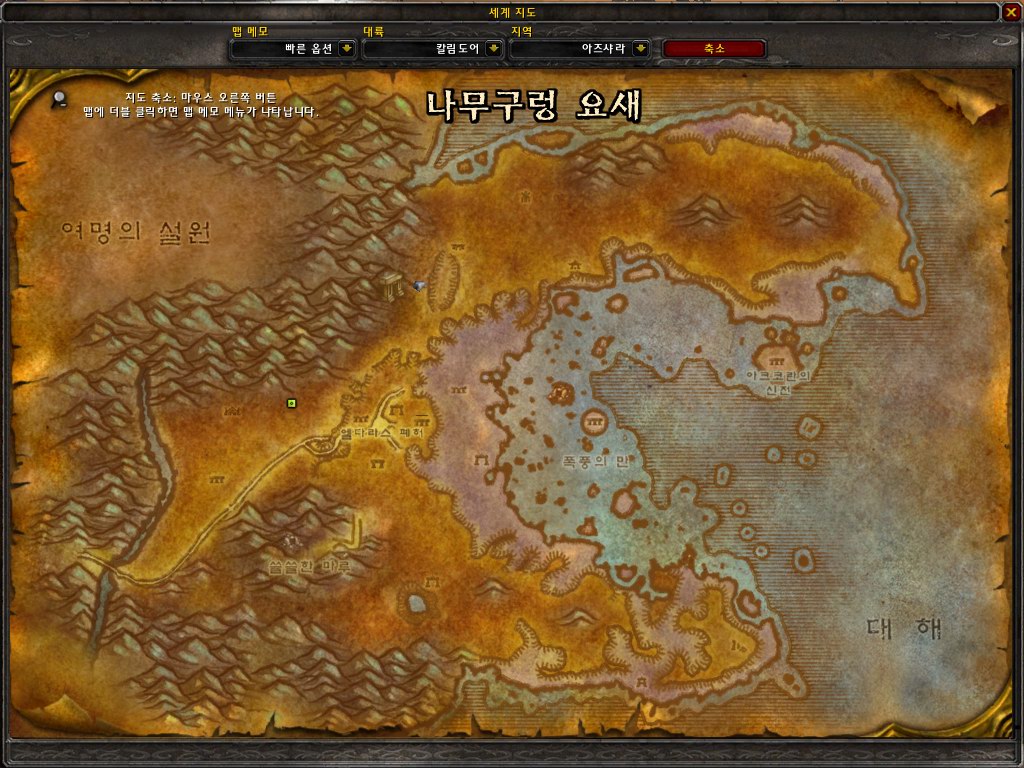 세계 지도
맵 메모 대륙 지역
빠른 옵션 칼림도어 아즈샤라 축소
지도 축소: 마우스 오른쪽 버튼
맵에 더블 클릭하면 맵 메모 메뉴가 나타납니다.
나무구렁 요새
여명의 설원
아크코란의
신전
엘다라스 폐허
폭풍의 만
쓸쓸한 마루
대 해